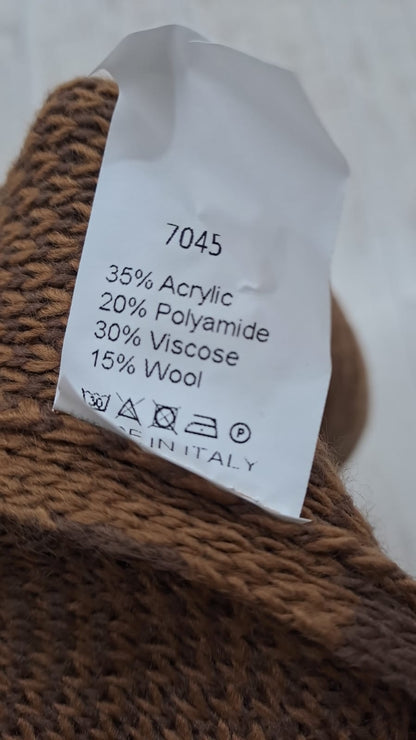 7045
35% Acrylic
20% Polyamide
30% Viscose
15% Wool
P
IN ITALY